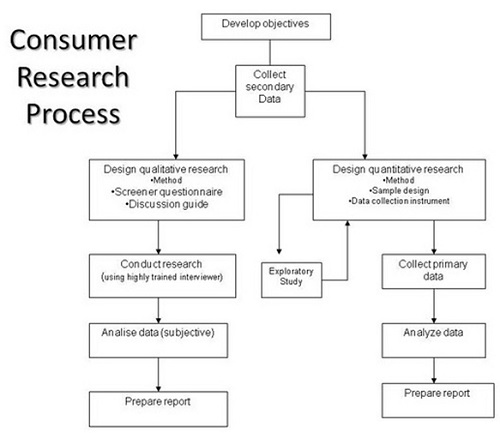 Consumer
Research
Process
Develop objectives
Collect
secondary
Data
Design qualitative research
•Method
•Screener questionnaire
•Discussion guide
Design quantitative research
•Method
•Sample design
•Data collection instrument
Conduct research
(using highly trained interviewer)
Exploratory
Study
Collect primary
data
Analise data (subjective)
Analyze data
Prepare report
Prepare report